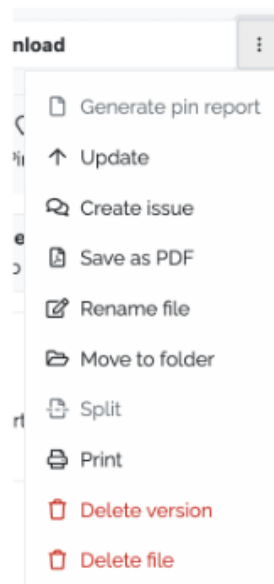 nload
Generate pin report
Update
Create issue
Save as PDF
Rename file
Move to folder
Split
Print
Delete version
Delete file